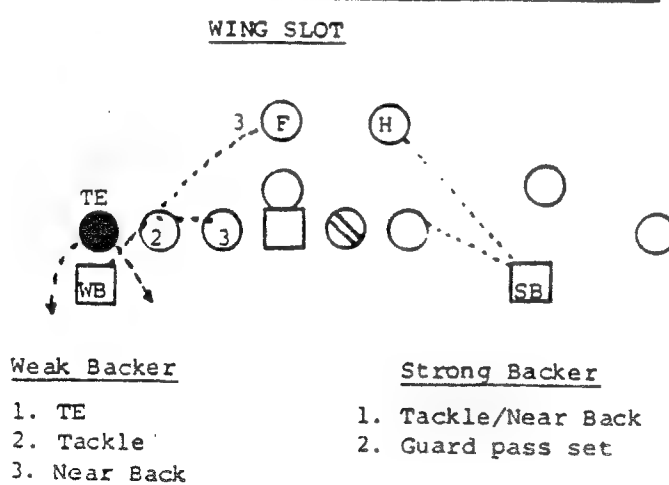 WING SLOT
3 F H
TE
2 3
WB SB
Weak Backer
1. TE
2. Tackle
3. Near Back
Strong Backer
1. Tackle/Near Back
2. Guard pass set